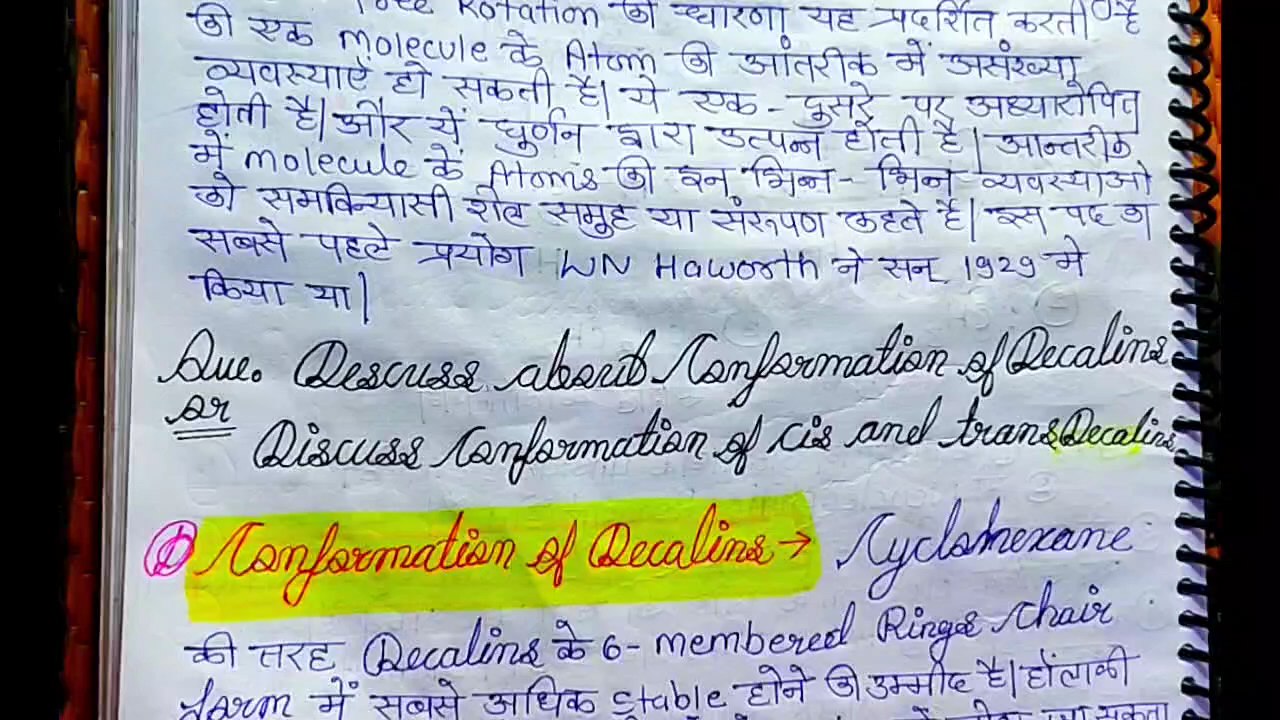 Free Rotation की धारणा यह प्रदर्शित करती है
की एक molecule के Atom की आंतरीक में असंख्या
व्यवस्थाऐं हो सकती है। ये एक - दुसरे पर अध्यारोपित
होती है। और यें घुर्णन द्वारा उत्पन्न होती है। आन्तरीक
में molecule के Atoms की इन भिन्न - भिन्न व्यवस्थाओ
को समविन्यासी शील समुह या संरूपण कहते है। इस पद का
सबसे पहले प्रयोग WN Haworth ने सन् 1929 मे
किया था।
Que. Descuss about Conformation of Decalins
or
Discuss Conformation of cis and trans Decalins
① Conformation of Decalins → Cyclohexane
की तरह Decalins के 6 - membered Rings Chair
form में सबसे अधिक stable होने की उम्मीद है। हॉलाकी